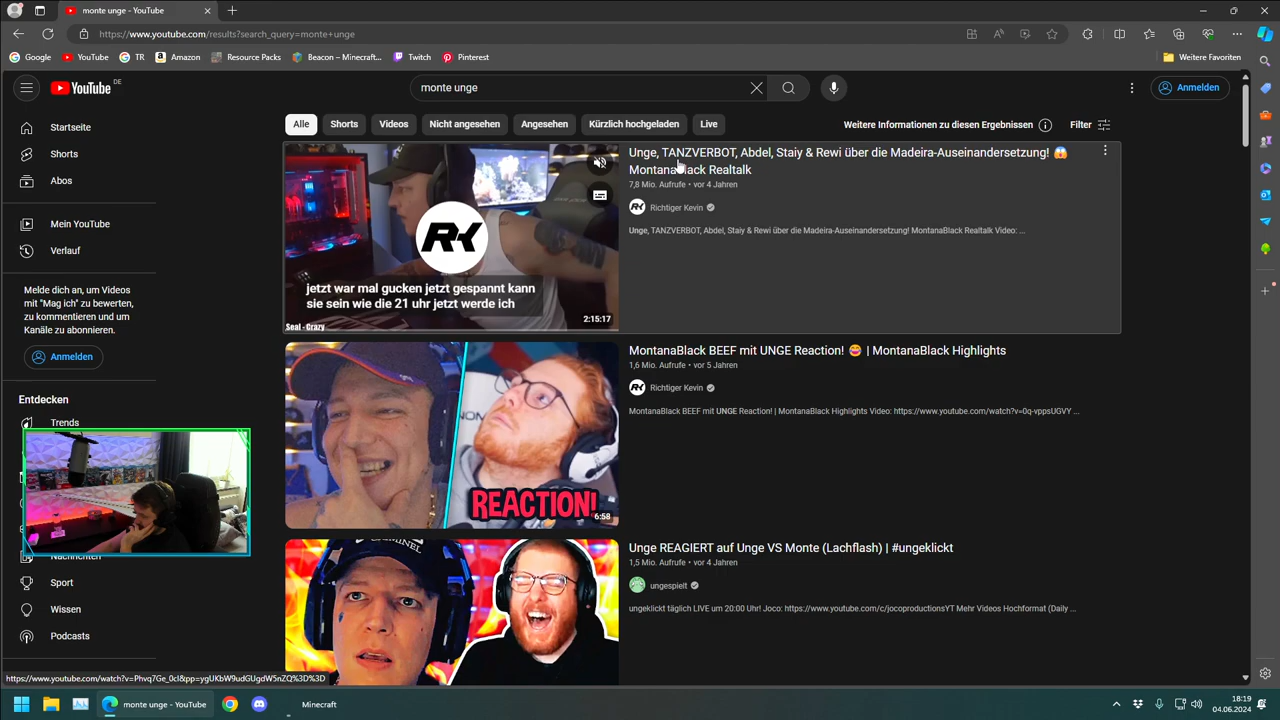 monte unge - YouTube
https://www.youtube.com/results?search_query=monte+unge
Google
YouTube
TR
Amazon
Resource Packs
Beacon – Minecraft...
Twitch
Pinterest
Weitere Favoriten
YouTube DE
monte unge
Anmelden
Alle
Shorts
Videos
Nicht angesehen
Angesehen
Kürzlich hochgeladen
Live
Weitere Informationen zu diesen Ergebnissen
Filter
Startseite
Shorts
Abos
Mein YouTube
Verlauf
Melde dich an, um Videos
mit "Mag ich" zu bewerten,
zu kommentieren und um
Kanäle zu abonnieren.
Anmelden
Entdecken
Trends
Nachrichten
Sport
Wissen
Podcasts
RK
jetzt war mal gucken jetzt gespannt kann
sie sein wie die 21 uhr jetzt werde ich
Seal - Crazy
2:15:17
Unge, TANZVERBOT, Abdel, Staiy & Rewi über die Madeira-Auseinandersetzung! 😱
MontanaBlack Realtalk
7,8 Mio. Aufrufe • vor 4 Jahren
RK Richtiger Kevin
Unge, TANZVERBOT, Abdel, Staiy & Rewi über die Madeira-Auseinandersetzung! MontanaBlack Realtalk Video: ...
REACTION!
6:58
MontanaBlack BEEF mit UNGE Reaction! 😄 | MontanaBlack Highlights
1,6 Mio. Aufrufe • vor 5 Jahren
RK Richtiger Kevin
MontanaBlack BEEF mit UNGE Reaction! | MontanaBlack Highlights Video: https://www.youtube.com/watch?v=0q-vppsUGVY ...
Unge REAGIERT auf Unge VS Monte (Lachflash) | #ungeklickt
1,5 Mio. Aufrufe • vor 4 Jahren
ungespielt
ungeklickt täglich LIVE um 20:00 Uhr! Joco: https://www.youtube.com/c/jocoproductionsYT Mehr Videos Hochformat (Daily ...
https://www.youtube.com/watch?v=Phvq7Ge_0cI&pp=ygUKbW9udGUgdW5nZQ%3D%3D
monte unge - YouTube
Minecraft
18:19
04.06.2024